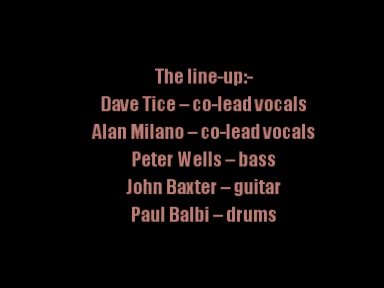 The line-up:-
Dave Tice – co-lead vocals
Alan Milano – co-lead vocals
Peter Wells – bass
John Baxter – guitar
Paul Balbi – drums